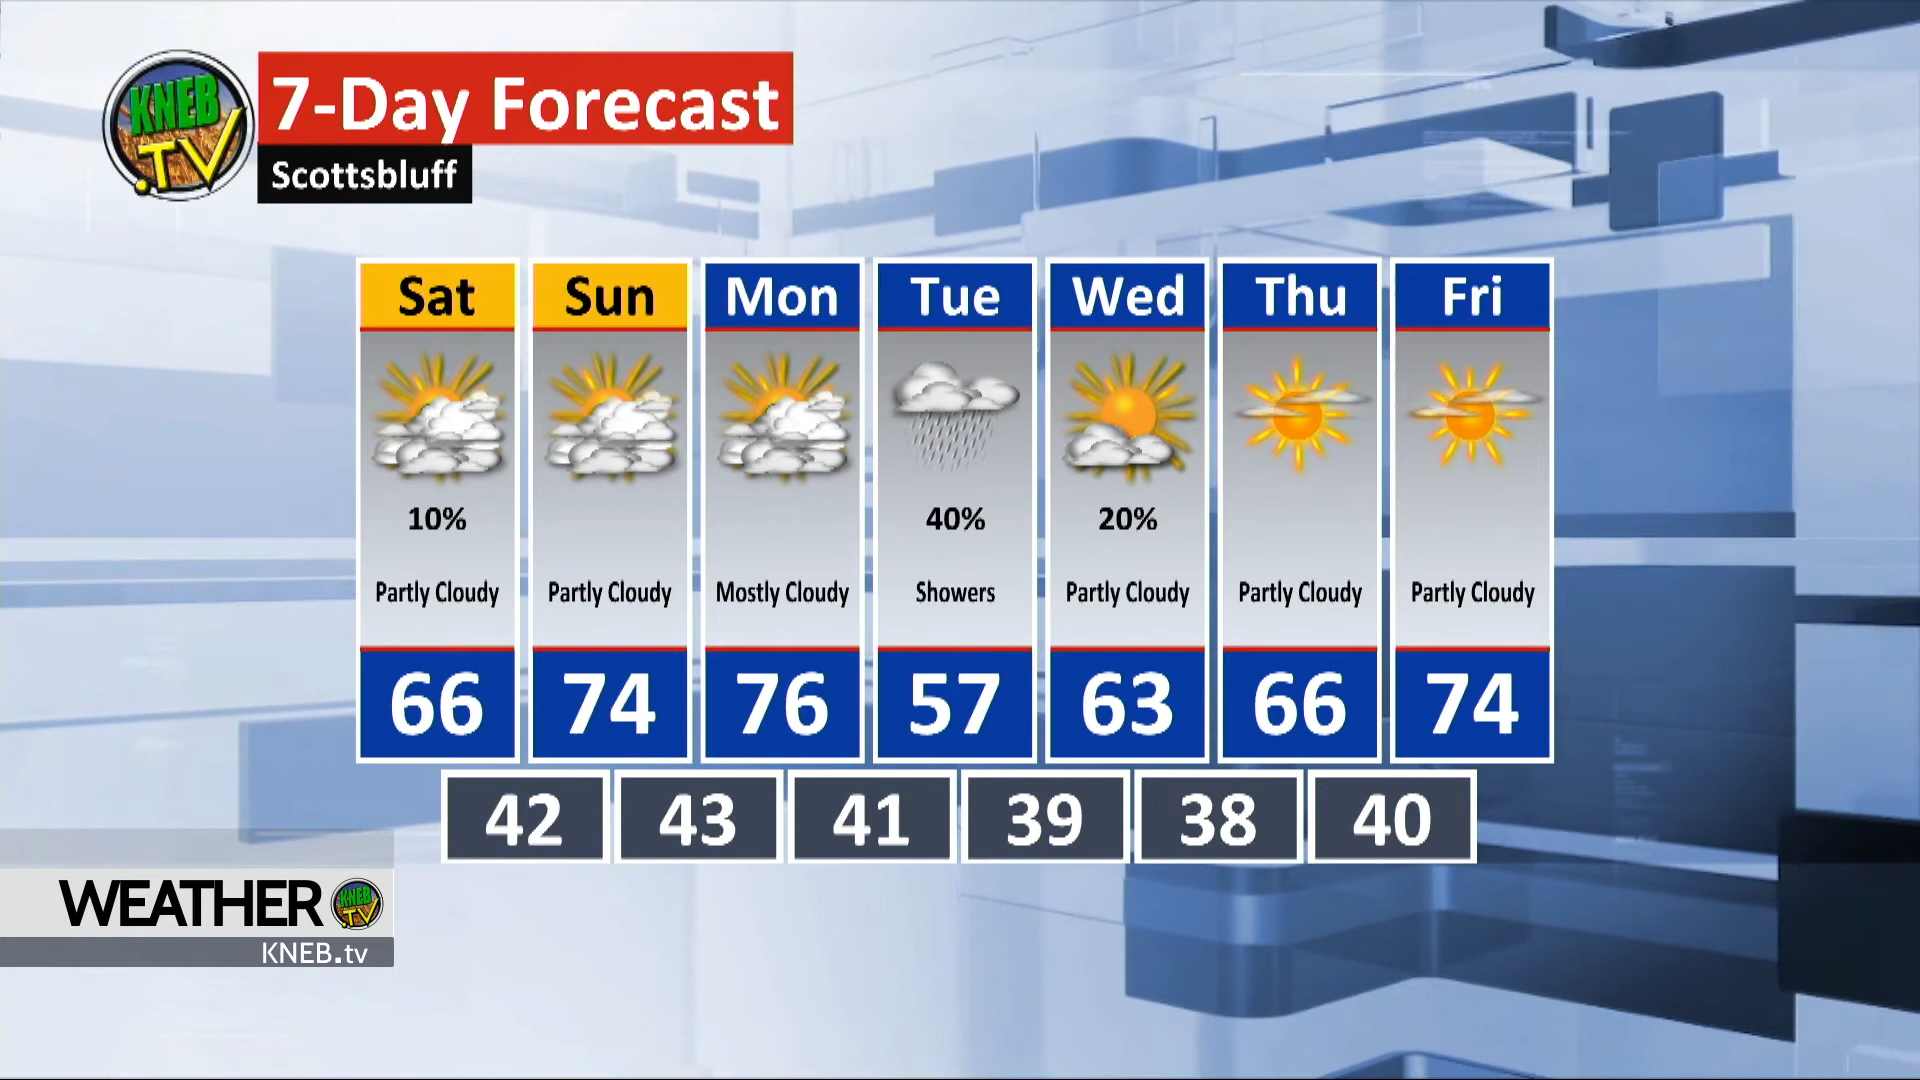 KNEB
.TV
7-Day Forecast
Scottsbluff
Sat Sun Mon Tue Wed Thu Fri
10% 40% 20%
Partly Cloudy Partly Cloudy Mostly Cloudy Showers Partly Cloudy Partly Cloudy Partly Cloudy
66 74 76 57 63 66 74
42 43 41 39 38 40
WEATHER KNEB .TV
KNEB.tv